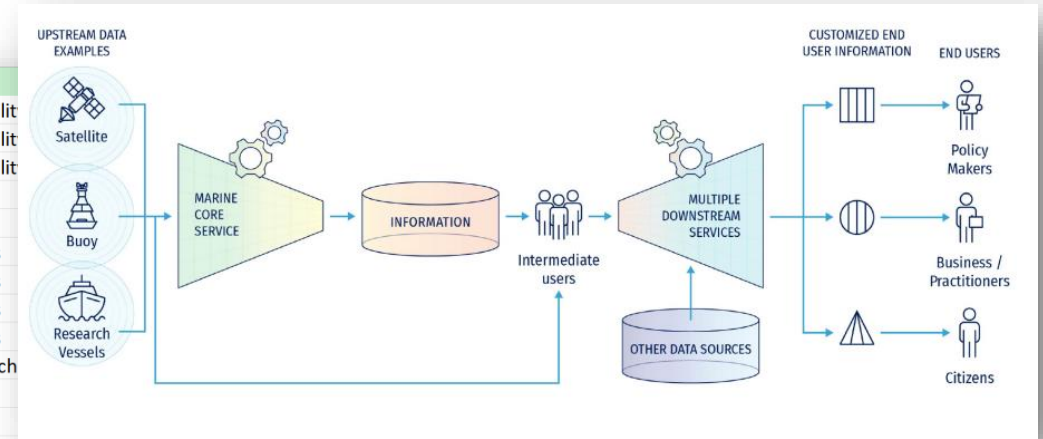 UPSTREAM DATA
EXAMPLES
Satellite
Buoy
Research
Vessels
MARINE
CORE
SERVICE
INFORMATION
Intermediate
users
MULTIPLE
DOWNSTREAM
SERVICES
OTHER DATA SOURCES
CUSTOMIZED END
USER INFORMATION
END USERS
Policy
Makers
Business /
Practitioners
Citizens